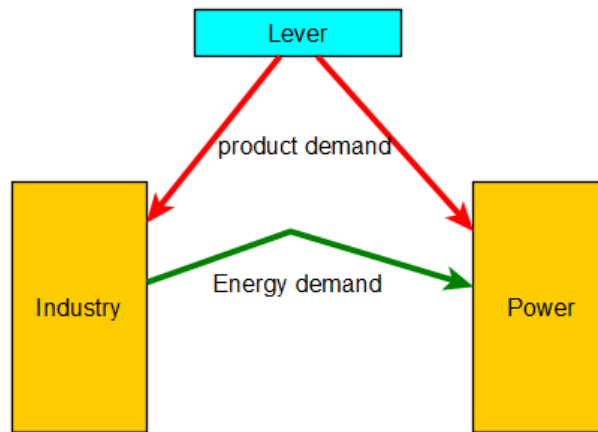 Lever
product demand
Energy demand
Industry
Power